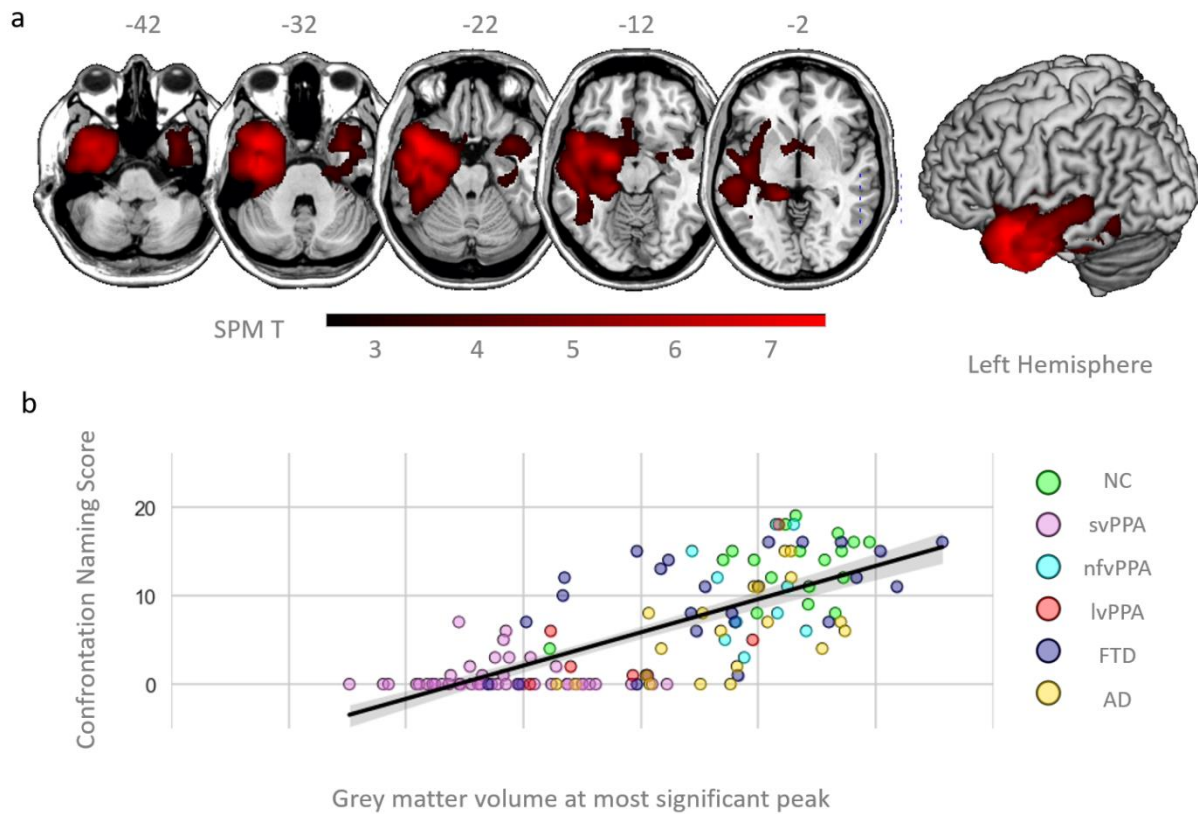 a
-42 -32 -22 -12 -2
SPM T
3 4 5 6 7
Left Hemisphere
b
Confrontation Naming Score
20
10
0
NC
svPPA
nfvPPA
lvPPA
FTD
AD
Grey matter volume at most significant peak